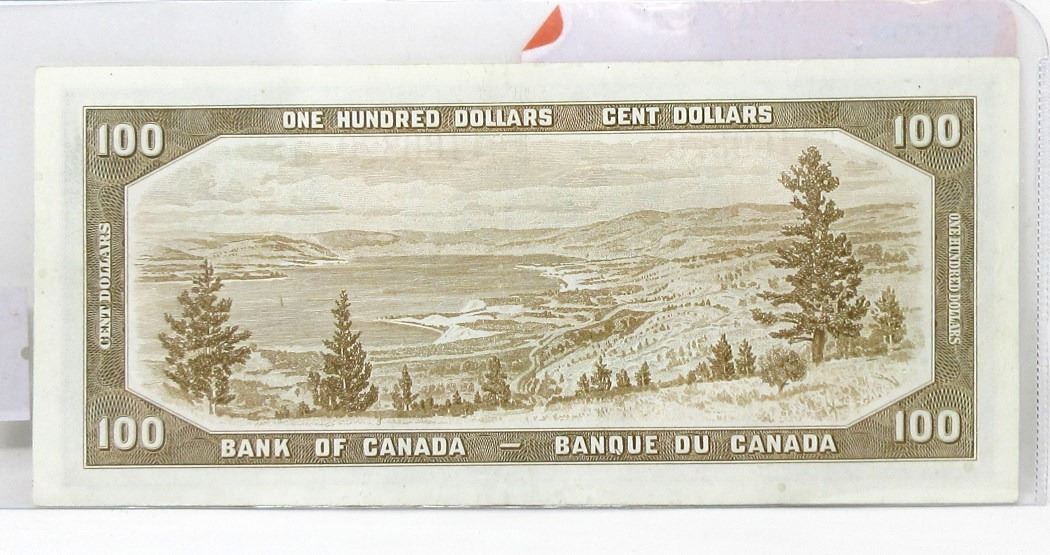 ONE HUNDRED DOLLARS CENT DOLLARS
100
100
CENT DOLLARS
ONE HUNDRED DOLLARS
100
100
BANK OF CANADA — BANQUE DU CANADA